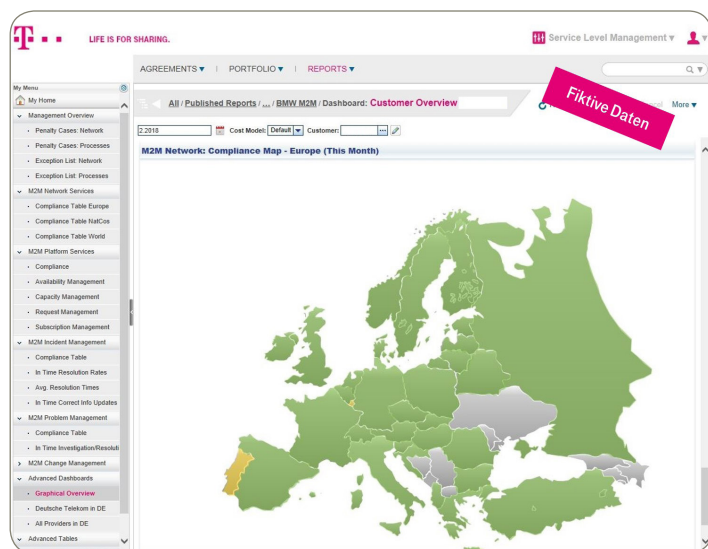 T
LIFE IS FOR SHARING.
Service Level Management
AGREEMENTS | PORTFOLIO | REPORTS
My Menu
My Home
Management Overview
Penalty Cases: Network
Penalty Cases: Processes
Exception List: Network
Exception List: Processes
M2M Network Services
Compliance Table Europe
Compliance Table NatCos
Compliance Table World
M2M Platform Services
Compliance
Availability Management
Capacity Management
Request Management
Subscription Management
M2M Incident Management
Compliance Table
In Time Resolution Rates
Avg. Resolution Times
In Time Correct Info Updates
M2M Problem Management
Compliance Table
In Time Investigation/Resoluti
M2M Change Management
Advanced Dashboards
Graphical Overview
Deutsche Telekom in DE
All Providers in DE
Advanced Tables
All / Published Reports / ... / BMW M2M / Dashboard: Customer Overview
More
Fiktive Daten
2.2018 Cost Model: Default Customer: ...
M2M Network: Compliance Map - Europe (This Month)